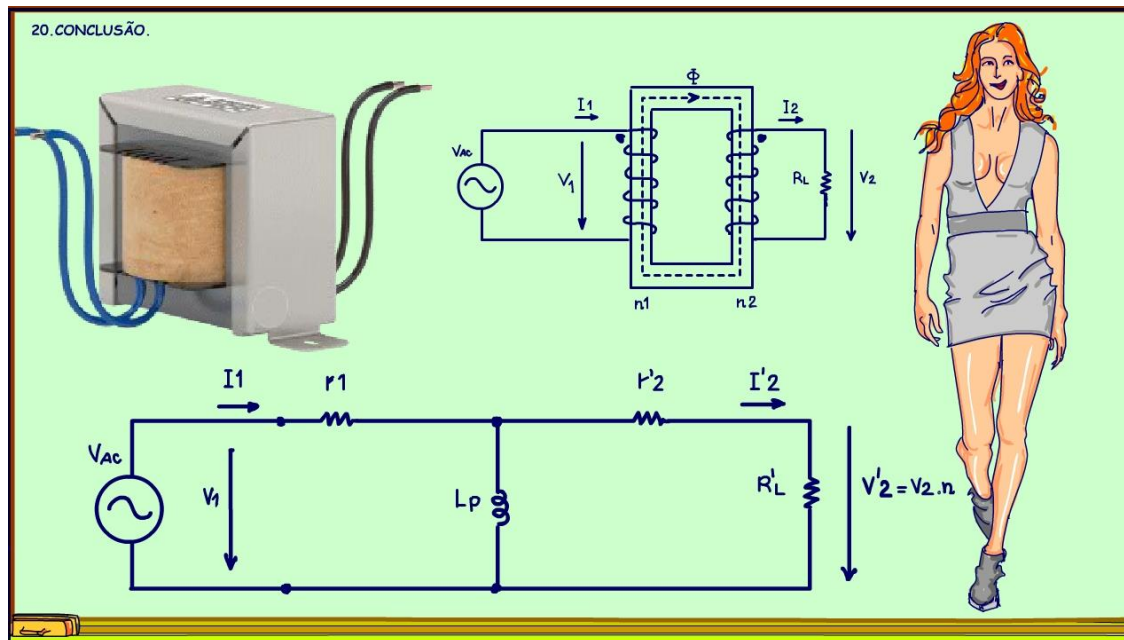 20.CONCLUSÃO.
Φ
I1
I2
VAC
V1
RL
V2
n1
n2
I1
r1
r'2
I'2
VAC
V1
Lp
R'L
V'2=V2.n